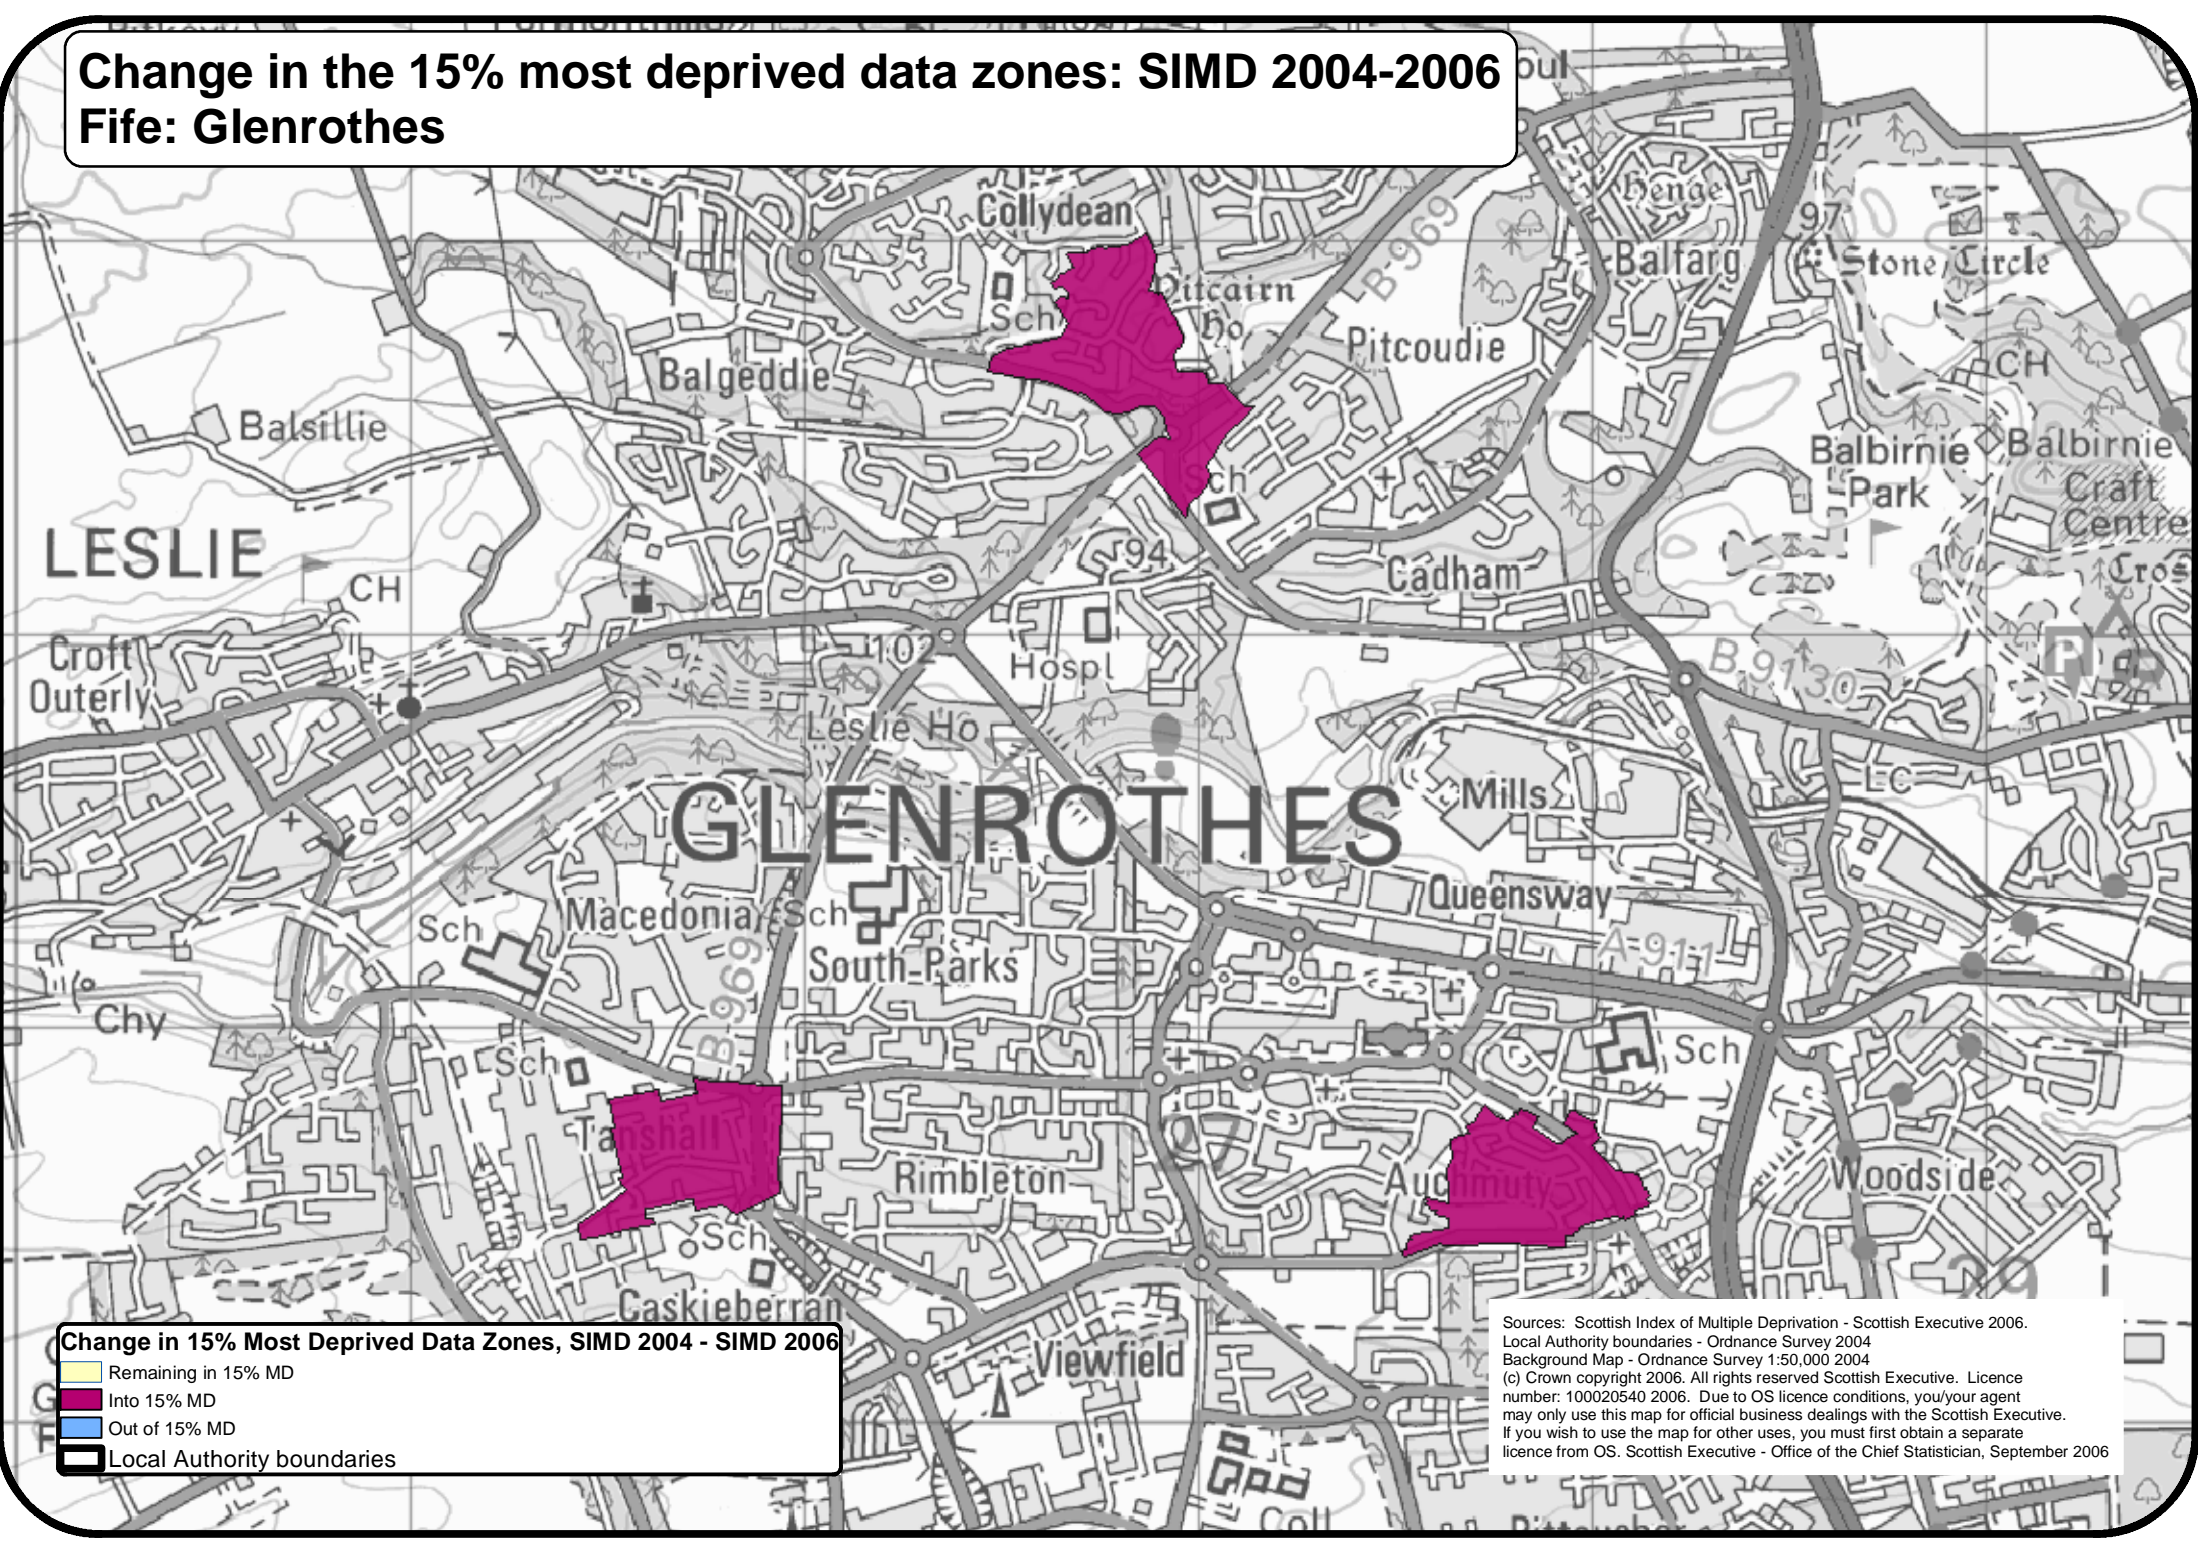 Change in the 15% most deprived data zones: SIMD 2004-2006
Fife: Glenrothes
oul
Collydean
Henge
97
B 969
Balfarg
Stone Circle
Pitcairn
Ho
Sch
Pitcoudie
CH
Balgeddie
Balsillie
Balbirnie
Park
Balbirnie
Craft
Centre
Sch
LESLIE
CH
94
Cadham
Cros
Croft
Outerly
102
Hospl
B 9130
P
Leslie Ho
LC
Mills
GLENROTHES
Queensway
Macedonia
Sch
Sch
South Parks
A 911
B 969
Chy
Sch
Sch
Tanshall
Rimbleton
27
Auchmuty
Woodside
Sch
29
Caskieberran
Viewfield
Coll
Change in 15% Most Deprived Data Zones, SIMD 2004 - SIMD 2006
Remaining in 15% MD
Into 15% MD
Out of 15% MD
Local Authority boundaries
Sources: Scottish Index of Multiple Deprivation - Scottish Executive 2006.
Local Authority boundaries - Ordnance Survey 2004
Background Map - Ordnance Survey 1:50,000 2004
(c) Crown copyright 2006. All rights reserved Scottish Executive. Licence
number: 100020540 2006. Due to OS licence conditions, you/your agent
may only use this map for official business dealings with the Scottish Executive.
If you wish to use the map for other uses, you must first obtain a separate
licence from OS. Scottish Executive - Office of the Chief Statistician, September 2006